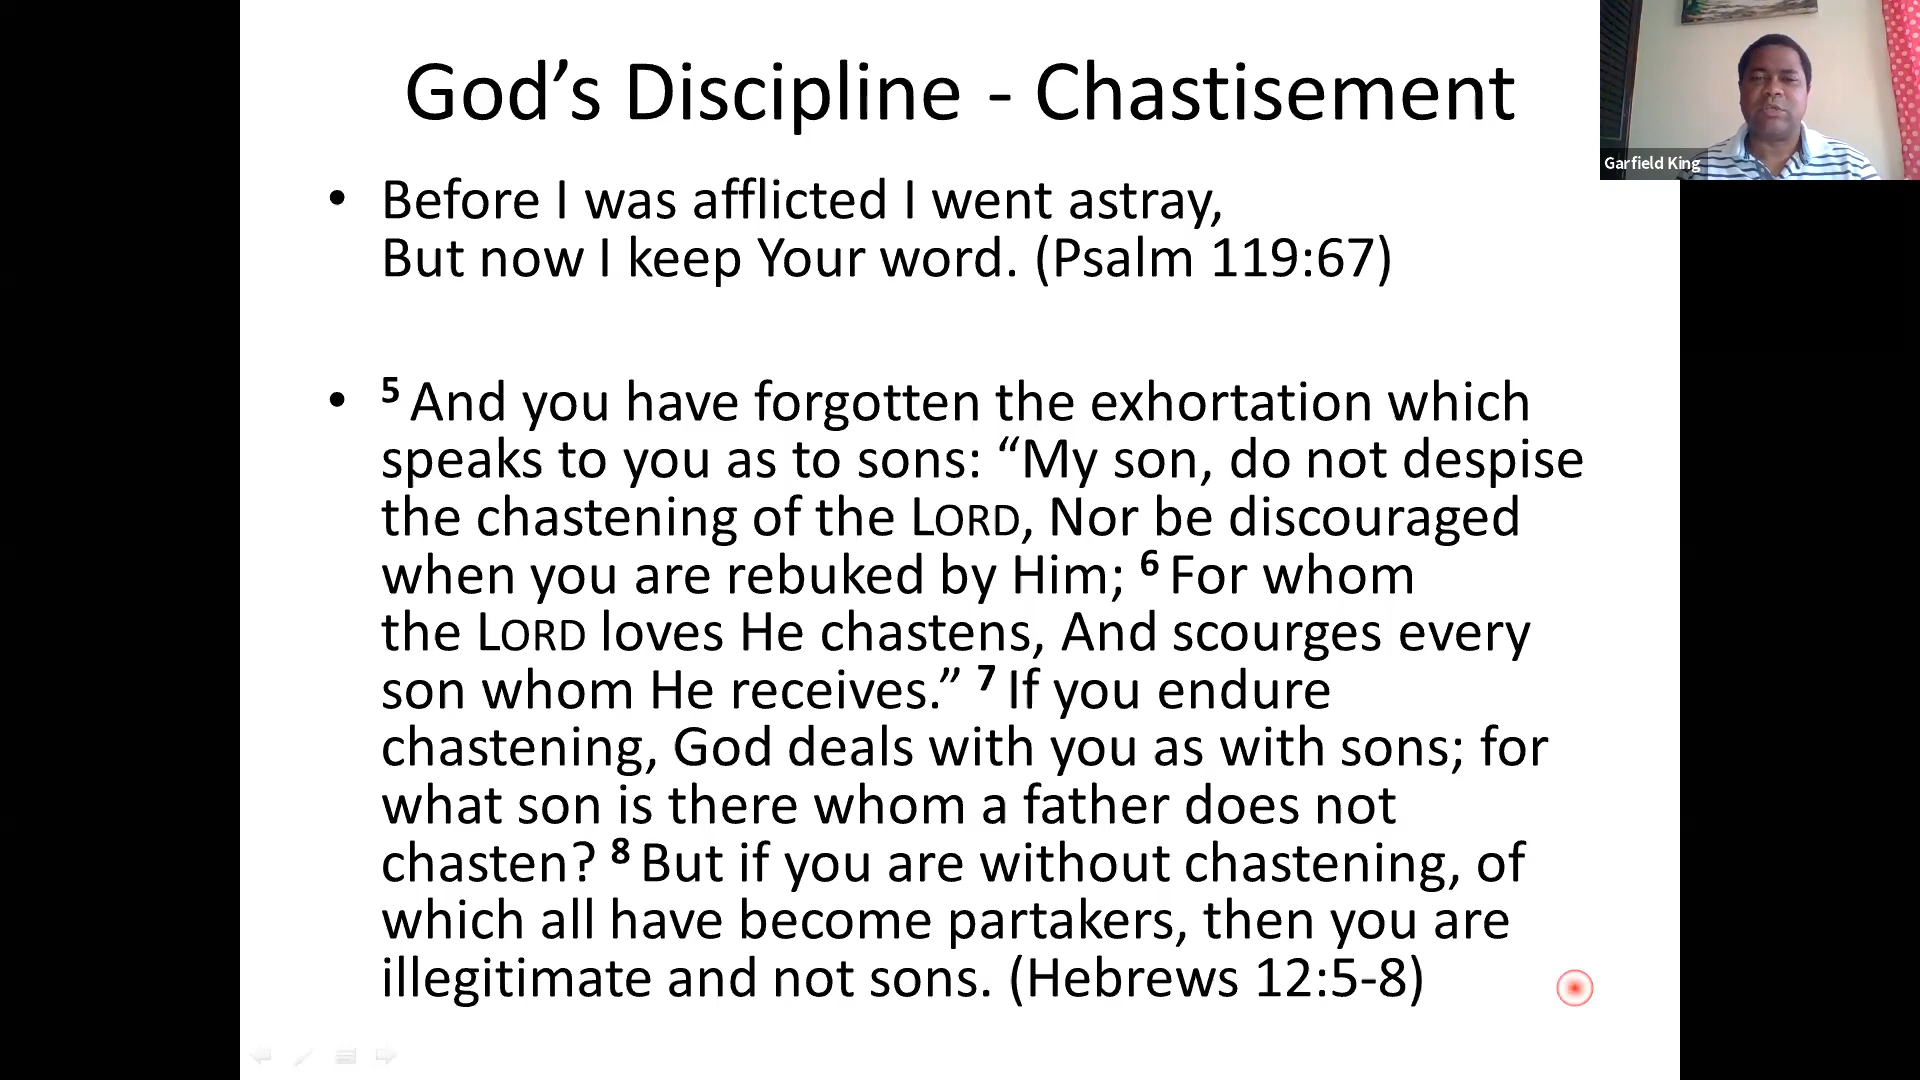 God’s Discipline - Chastisement
Garfield King
• Before I was afflicted I went astray,
But now I keep Your word. (Psalm 119:67)
• 5 And you have forgotten the exhortation which
speaks to you as to sons: “My son, do not despise
the chastening of the LORD, Nor be discouraged
when you are rebuked by Him; 6 For whom
the LORD loves He chastens, And scourges every
son whom He receives.” 7 If you endure
chastening, God deals with you as with sons; for
what son is there whom a father does not
chasten? 8 But if you are without chastening, of
which all have become partakers, then you are
illegitimate and not sons. (Hebrews 12:5-8)